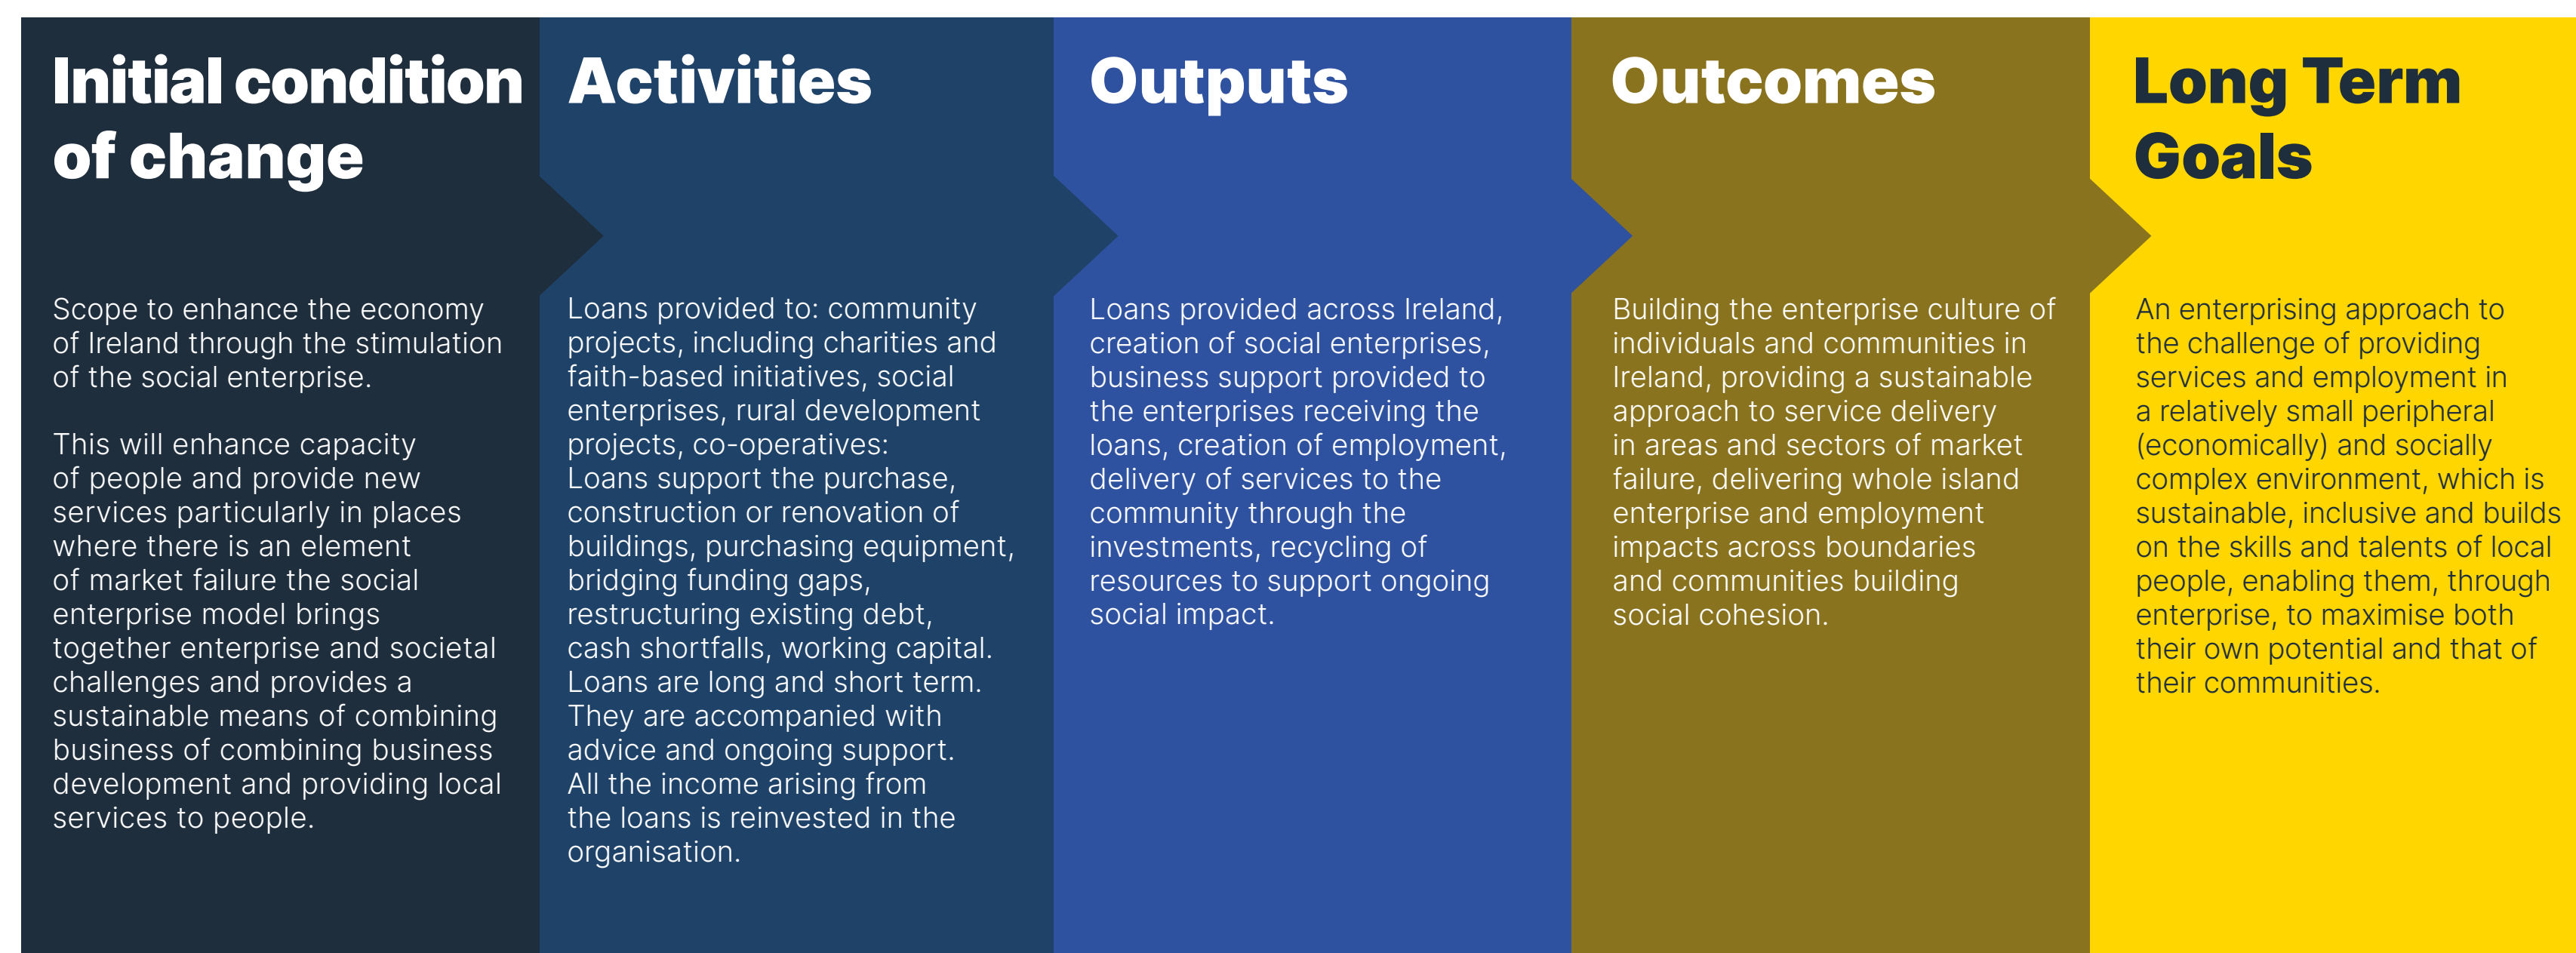 Initial condition
of change
Scope to enhance the economy
of Ireland through the stimulation
of the social enterprise.
This will enhance capacity
of people and provide new
services particularly in places
where there is an element
of market failure the social
enterprise model brings
together enterprise and societal
challenges and provides a
sustainable means of combining
business of combining business
development and providing local
services to people.
Activities
Loans provided to: community
projects, including charities and
faith-based initiatives, social
enterprises, rural development
projects, co-operatives:
Loans support the purchase,
construction or renovation of
buildings, purchasing equipment,
bridging funding gaps,
restructuring existing debt,
cash shortfalls, working capital.
Loans are long and short term.
They are accompanied with
advice and ongoing support.
All the income arising from
the loans is reinvested in the
organisation.
Outputs
Loans provided across Ireland,
creation of social enterprises,
business support provided to
the enterprises receiving the
loans, creation of employment,
delivery of services to the
community through the
investments, recycling of
resources to support ongoing
social impact.
Outcomes
Building the enterprise culture of
individuals and communities in
Ireland, providing a sustainable
approach to service delivery
in areas and sectors of market
failure, delivering whole island
enterprise and employment
impacts across boundaries
and communities building
social cohesion.
Long Term
Goals
An enterprising approach to
the challenge of providing
services and employment in
a relatively small peripheral
(economically) and socially
complex environment, which is
sustainable, inclusive and builds
on the skills and talents of local
people, enabling them, through
enterprise, to maximise both
their own potential and that of
their communities.